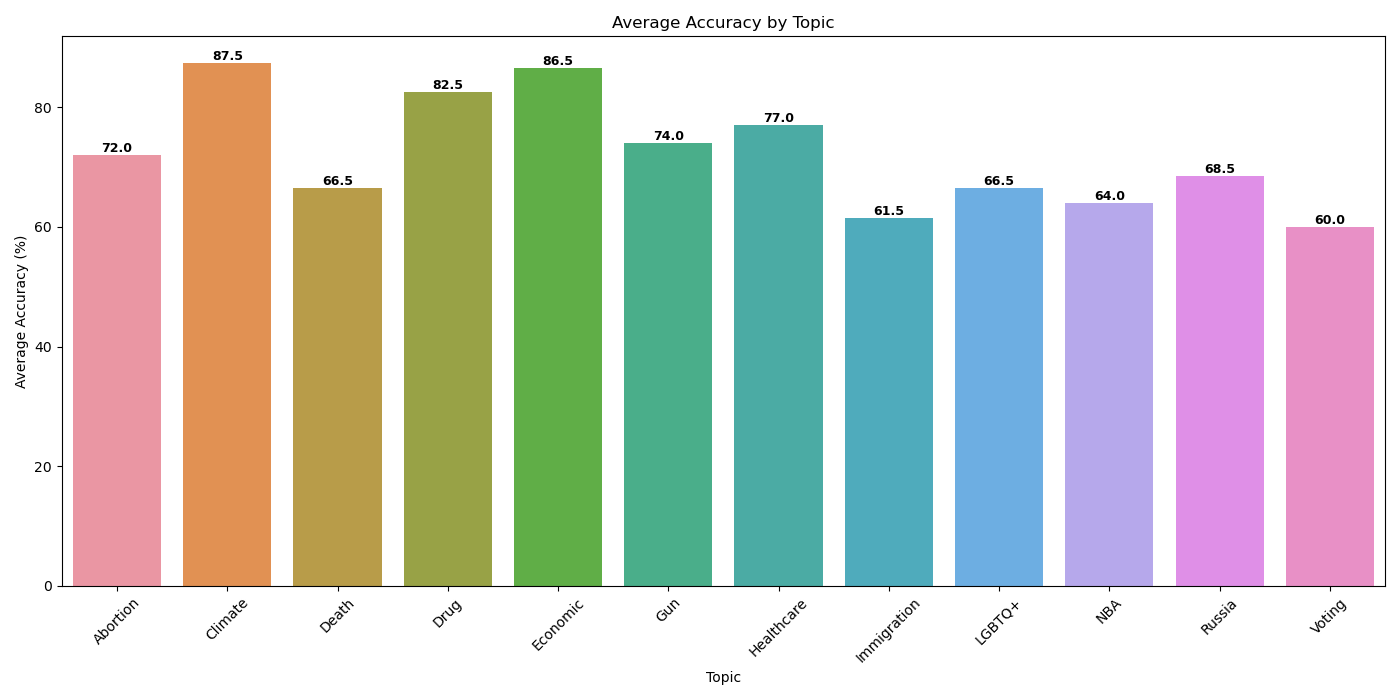 Average Accuracy by Topic
87.5
86.5
82.5
77.0
74.0
72.0
68.5
66.5
66.5
64.0
61.5
60.0
80
60
40
20
0
Average Accuracy (%)
Abortion
Climate
Death
Drug
Economic
Gun
Healthcare
Immigration
LGBTQ+
NBA
Russia
Voting
Topic